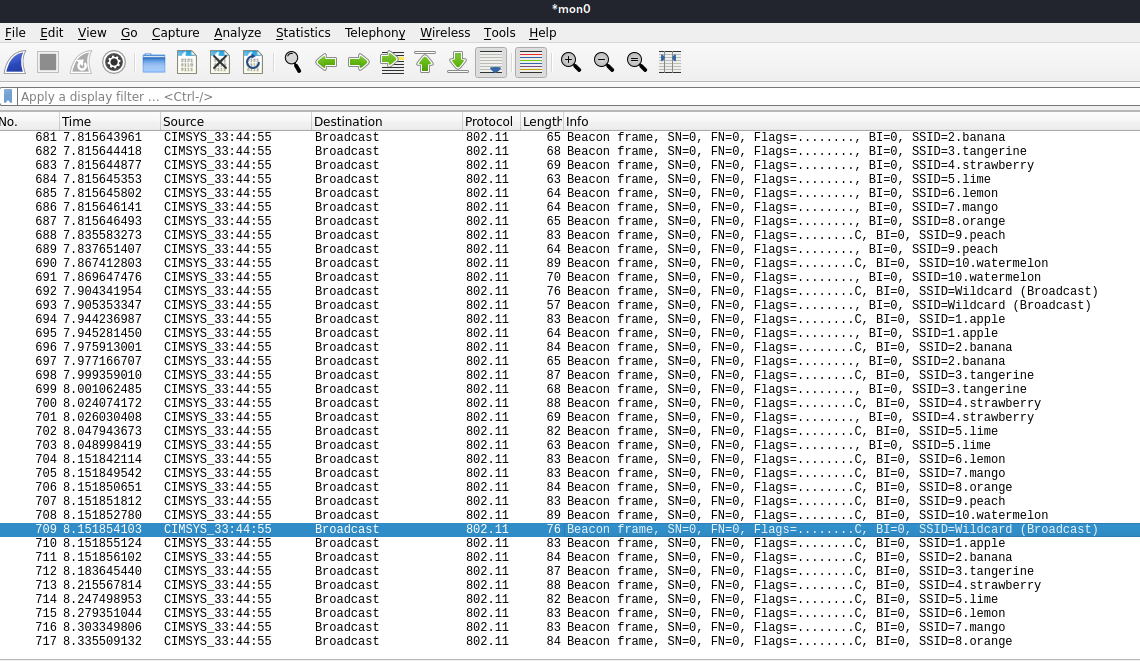 *mon0
File Edit View Go Capture Analyze Statistics Telephony Wireless Tools Help
Apply a display filter ... <Ctrl-/>
No. Time Source Destination Protocol Length Info
681 7.815643961 CIMSYS_33:44:55 Broadcast 802.11 65 Beacon frame, SN=0, FN=0, Flags=........, BI=0, SSID=2.banana
682 7.815644418 CIMSYS_33:44:55 Broadcast 802.11 68 Beacon frame, SN=0, FN=0, Flags=........, BI=0, SSID=3.tangerine
683 7.815644877 CIMSYS_33:44:55 Broadcast 802.11 69 Beacon frame, SN=0, FN=0, Flags=........, BI=0, SSID=4.strawberry
684 7.815645353 CIMSYS_33:44:55 Broadcast 802.11 63 Beacon frame, SN=0, FN=0, Flags=........, BI=0, SSID=5.lime
685 7.815645802 CIMSYS_33:44:55 Broadcast 802.11 64 Beacon frame, SN=0, FN=0, Flags=........, BI=0, SSID=6.lemon
686 7.815646141 CIMSYS_33:44:55 Broadcast 802.11 64 Beacon frame, SN=0, FN=0, Flags=........, BI=0, SSID=7.mango
687 7.815646493 CIMSYS_33:44:55 Broadcast 802.11 65 Beacon frame, SN=0, FN=0, Flags=........, BI=0, SSID=8.orange
688 7.835583273 CIMSYS_33:44:55 Broadcast 802.11 83 Beacon frame, SN=0, FN=0, Flags=........C, BI=0, SSID=9.peach
689 7.837651407 CIMSYS_33:44:55 Broadcast 802.11 64 Beacon frame, SN=0, FN=0, Flags=........, BI=0, SSID=9.peach
690 7.867412803 CIMSYS_33:44:55 Broadcast 802.11 89 Beacon frame, SN=0, FN=0, Flags=........C, BI=0, SSID=10.watermelon
691 7.869647476 CIMSYS_33:44:55 Broadcast 802.11 70 Beacon frame, SN=0, FN=0, Flags=........, BI=0, SSID=10.watermelon
692 7.904341954 CIMSYS_33:44:55 Broadcast 802.11 76 Beacon frame, SN=0, FN=0, Flags=........C, BI=0, SSID=Wildcard (Broadcast)
693 7.905353347 CIMSYS_33:44:55 Broadcast 802.11 57 Beacon frame, SN=0, FN=0, Flags=........, BI=0, SSID=Wildcard (Broadcast)
694 7.944236987 CIMSYS_33:44:55 Broadcast 802.11 83 Beacon frame, SN=0, FN=0, Flags=........C, BI=0, SSID=1.apple
695 7.945281450 CIMSYS_33:44:55 Broadcast 802.11 64 Beacon frame, SN=0, FN=0, Flags=........, BI=0, SSID=1.apple
696 7.975913001 CIMSYS_33:44:55 Broadcast 802.11 84 Beacon frame, SN=0, FN=0, Flags=........C, BI=0, SSID=2.banana
697 7.977166707 CIMSYS_33:44:55 Broadcast 802.11 65 Beacon frame, SN=0, FN=0, Flags=........, BI=0, SSID=2.banana
698 7.999359010 CIMSYS_33:44:55 Broadcast 802.11 87 Beacon frame, SN=0, FN=0, Flags=........C, BI=0, SSID=3.tangerine
699 8.001062485 CIMSYS_33:44:55 Broadcast 802.11 68 Beacon frame, SN=0, FN=0, Flags=........, BI=0, SSID=3.tangerine
700 8.024074172 CIMSYS_33:44:55 Broadcast 802.11 88 Beacon frame, SN=0, FN=0, Flags=........C, BI=0, SSID=4.strawberry
701 8.026030408 CIMSYS_33:44:55 Broadcast 802.11 69 Beacon frame, SN=0, FN=0, Flags=........, BI=0, SSID=4.strawberry
702 8.047943673 CIMSYS_33:44:55 Broadcast 802.11 82 Beacon frame, SN=0, FN=0, Flags=........C, BI=0, SSID=5.lime
703 8.048998419 CIMSYS_33:44:55 Broadcast 802.11 63 Beacon frame, SN=0, FN=0, Flags=........, BI=0, SSID=5.lime
704 8.151842114 CIMSYS_33:44:55 Broadcast 802.11 83 Beacon frame, SN=0, FN=0, Flags=........C, BI=0, SSID=6.lemon
705 8.151849542 CIMSYS_33:44:55 Broadcast 802.11 83 Beacon frame, SN=0, FN=0, Flags=........C, BI=0, SSID=7.mango
706 8.151850651 CIMSYS_33:44:55 Broadcast 802.11 84 Beacon frame, SN=0, FN=0, Flags=........C, BI=0, SSID=8.orange
707 8.151851812 CIMSYS_33:44:55 Broadcast 802.11 83 Beacon frame, SN=0, FN=0, Flags=........C, BI=0, SSID=9.peach
708 8.151852780 CIMSYS_33:44:55 Broadcast 802.11 89 Beacon frame, SN=0, FN=0, Flags=........C, BI=0, SSID=10.watermelon
709 8.151854103 CIMSYS_33:44:55 Broadcast 802.11 76 Beacon frame, SN=0, FN=0, Flags=........C, BI=0, SSID=Wildcard (Broadcast)
710 8.151855124 CIMSYS_33:44:55 Broadcast 802.11 83 Beacon frame, SN=0, FN=0, Flags=........C, BI=0, SSID=1.apple
711 8.151856102 CIMSYS_33:44:55 Broadcast 802.11 84 Beacon frame, SN=0, FN=0, Flags=........C, BI=0, SSID=2.banana
712 8.183645440 CIMSYS_33:44:55 Broadcast 802.11 87 Beacon frame, SN=0, FN=0, Flags=........C, BI=0, SSID=3.tangerine
713 8.215567814 CIMSYS_33:44:55 Broadcast 802.11 88 Beacon frame, SN=0, FN=0, Flags=........C, BI=0, SSID=4.strawberry
714 8.247498953 CIMSYS_33:44:55 Broadcast 802.11 82 Beacon frame, SN=0, FN=0, Flags=........C, BI=0, SSID=5.lime
715 8.279351044 CIMSYS_33:44:55 Broadcast 802.11 83 Beacon frame, SN=0, FN=0, Flags=........C, BI=0, SSID=6.lemon
716 8.303349806 CIMSYS_33:44:55 Broadcast 802.11 83 Beacon frame, SN=0, FN=0, Flags=........C, BI=0, SSID=7.mango
717 8.335509132 CIMSYS_33:44:55 Broadcast 802.11 84 Beacon frame, SN=0, FN=0, Flags=........C, BI=0, SSID=8.orange